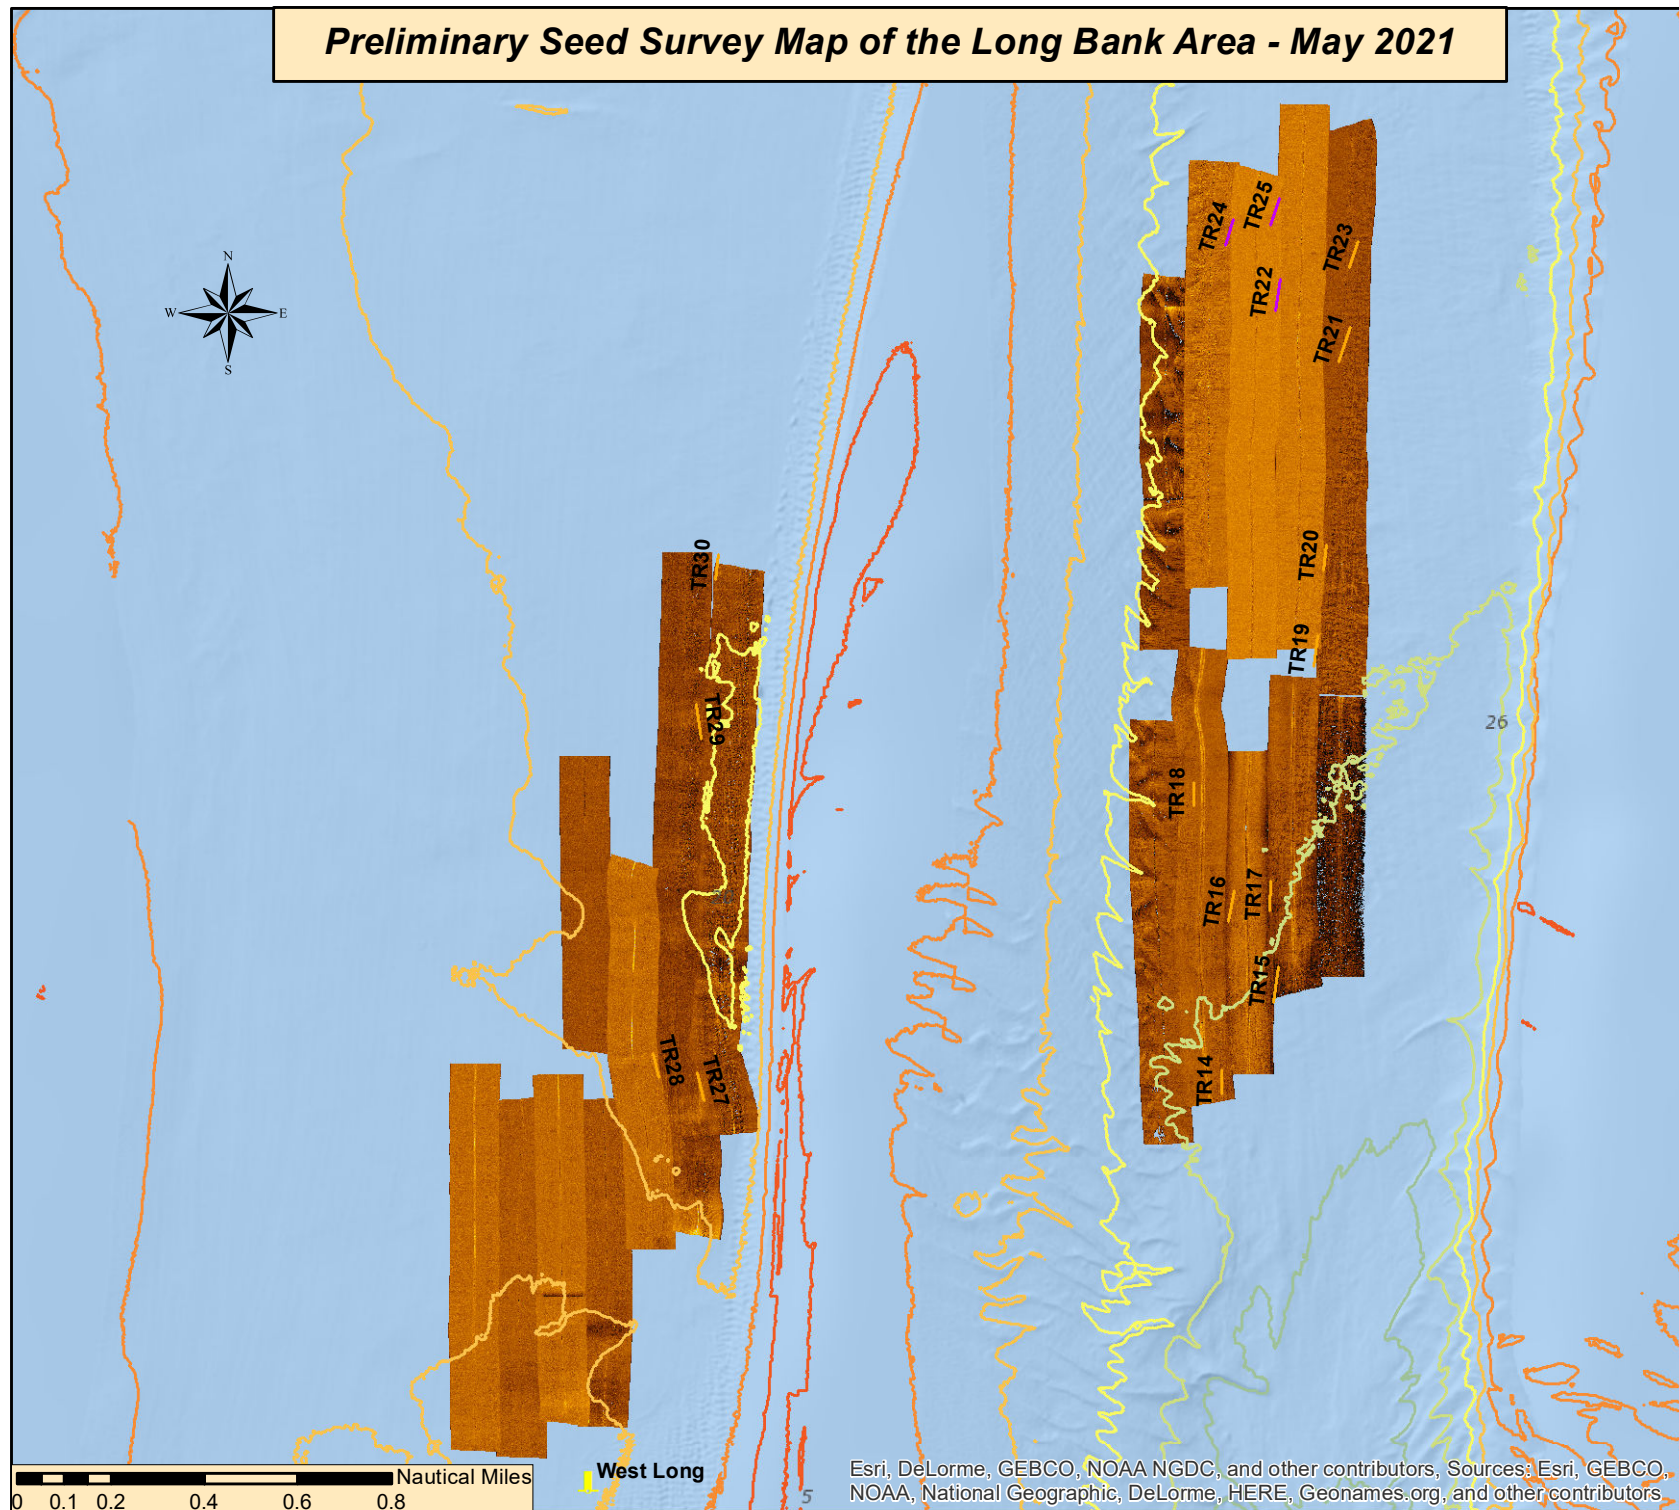 Preliminary Seed Survey Map of the Long Bank Area - May 2021
N
W E
S
TR25
TR24
TR23
TR22
TR21
TR30
TR20
TR19
TR29
26
TR18
TR16
TR17
TR15
TR28
TR27
TR14
West Long
5
Nautical Miles
0 0.1 0.2 0.4 0.6 0.8
Esri, DeLorme, GEBCO, NOAA NGDC, and other contributors, Sources: Esri, GEBCO,
NOAA, National Geographic, DeLorme, HERE, Geonames.org, and other contributors